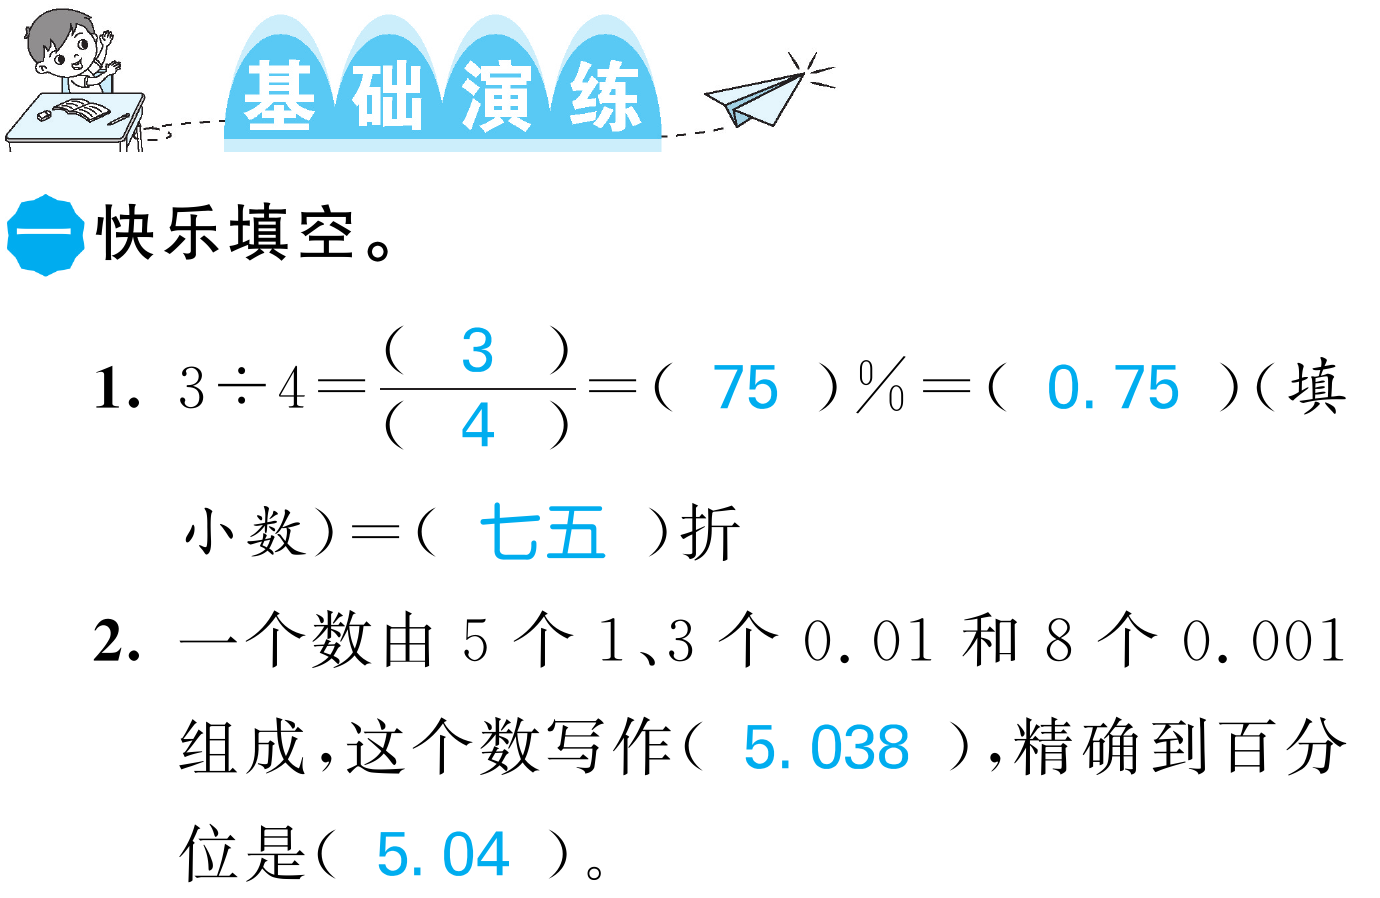 基础演练
一 快乐填空。
1. 3÷4=( 3 )/( 4 )=( 75 )%=( 0.75 )(填
小数)=( 七五 )折
2. 一个数由 5 个 1、3 个 0.01 和 8 个 0.001
组成,这个数写作( 5.038 ),精确到百分
位是( 5.04 )。